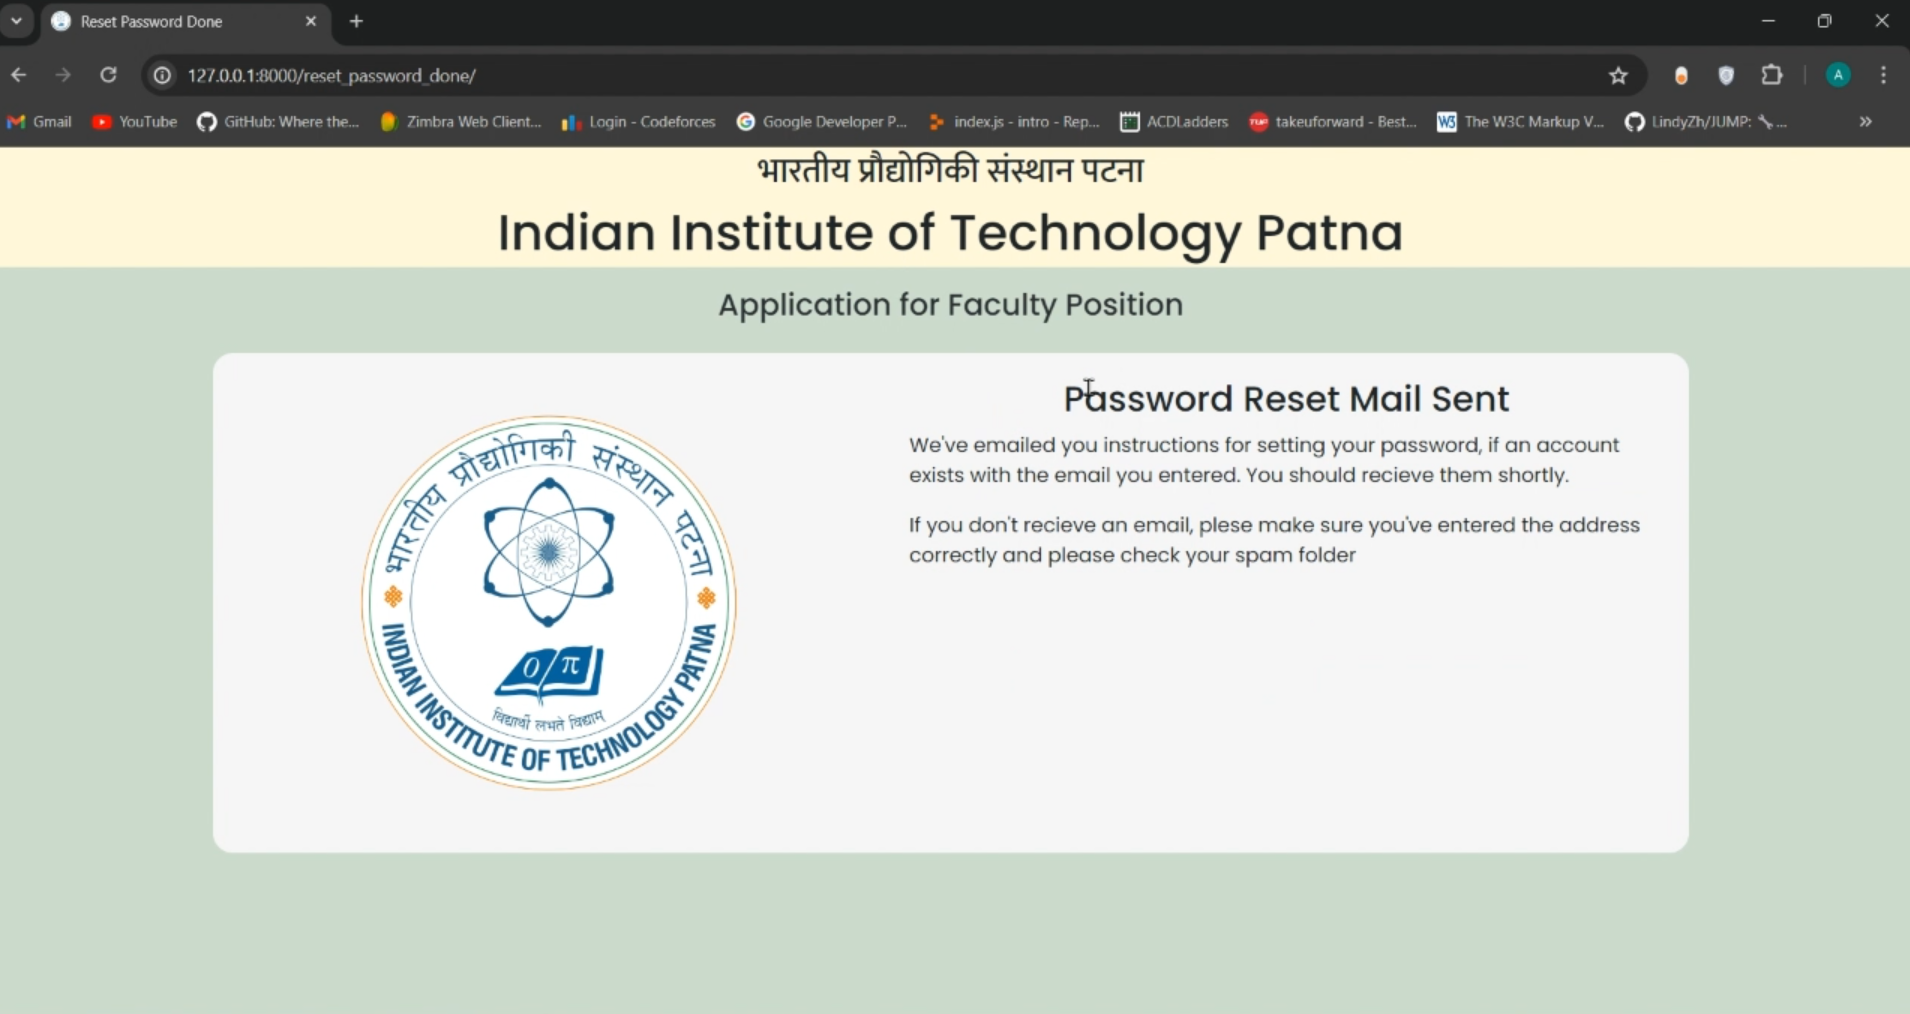 Reset Password Done
127.0.0.1:8000/reset_password_done/
A
Gmail
YouTube
GitHub: Where the...
Zimbra Web Client...
Login - Codeforces
Google Developer P...
index.js - intro - Rep...
ACDLadders
TUF
takeuforward - Best...
W3
The W3C Markup V...
LindyZh/JUMP: ...
भारतीय प्रौद्योगिकी संस्थान पटना
Indian Institute of Technology Patna
Application for Faculty Position
भारतीय प्रौद्योगिकी संस्थान पटना
0 π
विद्यार्थी लभते विद्याम्
INDIAN INSTITUTE OF TECHNOLOGY PATNA
Password Reset Mail Sent
We've emailed you instructions for setting your password, if an account
exists with the email you entered. You should recieve them shortly.
If you don't recieve an email, plese make sure you've entered the address
correctly and please check your spam folder